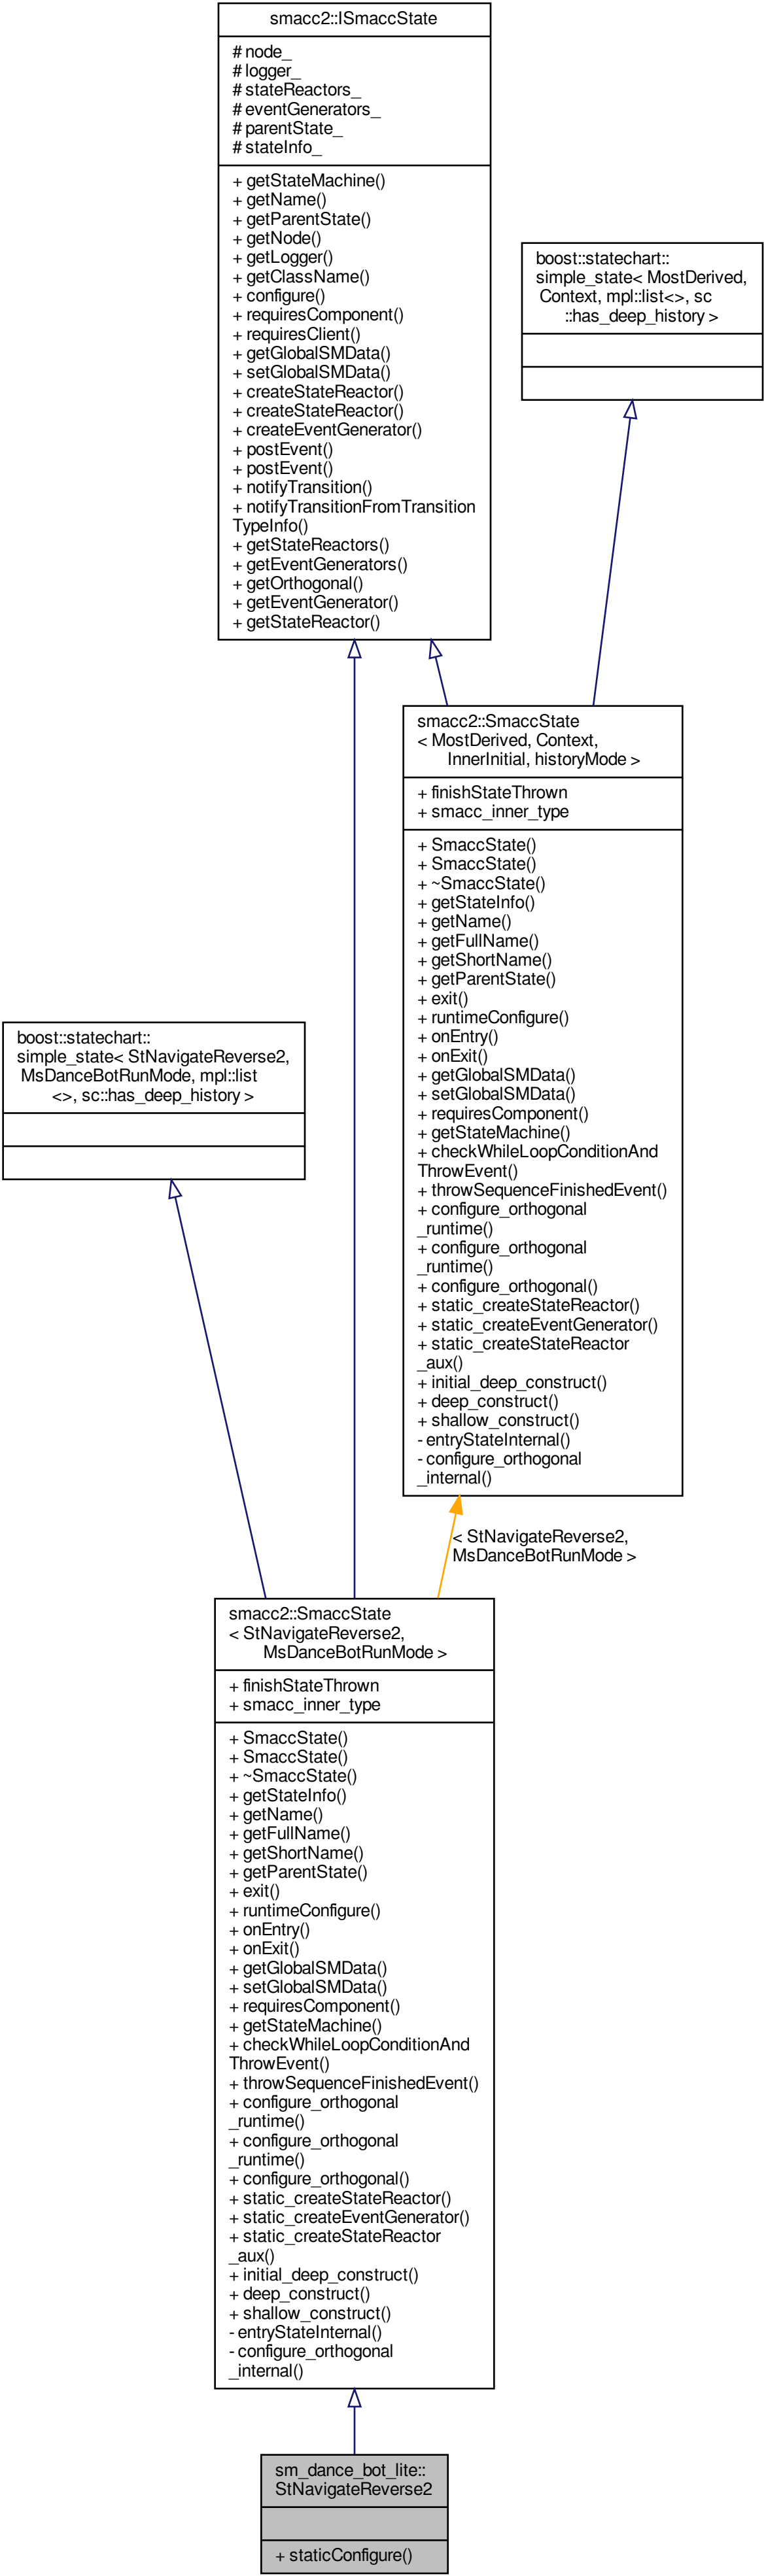 smacc2::ISmaccState
# node_
# logger_
# stateReactors_
# eventGenerators_
# parentState_
# stateInfo_
+ getStateMachine()
+ getName()
+ getParentState()
+ getNode()
+ getLogger()
+ getClassName()
+ configure()
+ requiresComponent()
+ requiresClient()
+ getGlobalSMData()
+ setGlobalSMData()
+ createStateReactor()
+ createStateReactor()
+ createEventGenerator()
+ postEvent()
+ postEvent()
+ notifyTransition()
+ notifyTransitionFromTransition
TypeInfo()
+ getStateReactors()
+ getEventGenerators()
+ getOrthogonal()
+ getEventGenerator()
+ getStateReactor()
boost::statechart::
simple_state< MostDerived,
Context, mpl::list<>, sc
::has_deep_history >
smacc2::SmaccState
< MostDerived, Context,
InnerInitial, historyMode >
+ finishStateThrown
+ smacc_inner_type
+ SmaccState()
+ SmaccState()
+ ~SmaccState()
+ getStateInfo()
+ getName()
+ getFullName()
+ getShortName()
+ getParentState()
+ exit()
+ runtimeConfigure()
+ onEntry()
+ onExit()
+ getGlobalSMData()
+ setGlobalSMData()
+ requiresComponent()
+ getStateMachine()
+ checkWhileLoopConditionAnd
ThrowEvent()
+ throwSequenceFinishedEvent()
+ configure_orthogonal
_runtime()
+ configure_orthogonal
_runtime()
+ configure_orthogonal()
+ static_createStateReactor()
+ static_createEventGenerator()
+ static_createStateReactor
_aux()
+ initial_deep_construct()
+ deep_construct()
+ shallow_construct()
- entryStateInternal()
- configure_orthogonal
_internal()
boost::statechart::
simple_state< StNavigateReverse2,
MsDanceBotRunMode, mpl::list
<>, sc::has_deep_history >
< StNavigateReverse2,
MsDanceBotRunMode >
smacc2::SmaccState
< StNavigateReverse2,
MsDanceBotRunMode >
+ finishStateThrown
+ smacc_inner_type
+ SmaccState()
+ SmaccState()
+ ~SmaccState()
+ getStateInfo()
+ getName()
+ getFullName()
+ getShortName()
+ getParentState()
+ exit()
+ runtimeConfigure()
+ onEntry()
+ onExit()
+ getGlobalSMData()
+ setGlobalSMData()
+ requiresComponent()
+ getStateMachine()
+ checkWhileLoopConditionAnd
ThrowEvent()
+ throwSequenceFinishedEvent()
+ configure_orthogonal
_runtime()
+ configure_orthogonal
_runtime()
+ configure_orthogonal()
+ static_createStateReactor()
+ static_createEventGenerator()
+ static_createStateReactor
_aux()
+ initial_deep_construct()
+ deep_construct()
+ shallow_construct()
- entryStateInternal()
- configure_orthogonal
_internal()
sm_dance_bot_lite::
StNavigateReverse2
+ staticConfigure()